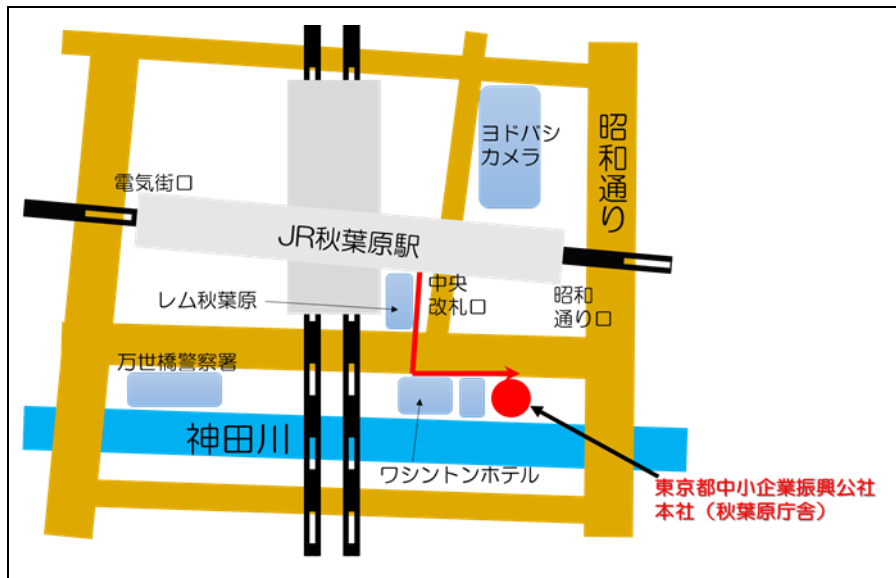 ヨドバシ
カメラ
昭和通り
電気街口
JR秋葉原駅
中央
改札口
レム秋葉原
昭和
通り口
万世橋警察署
神田川
ワシントンホテル
東京都中小企業振興公社
本社（秋葉原庁舎）